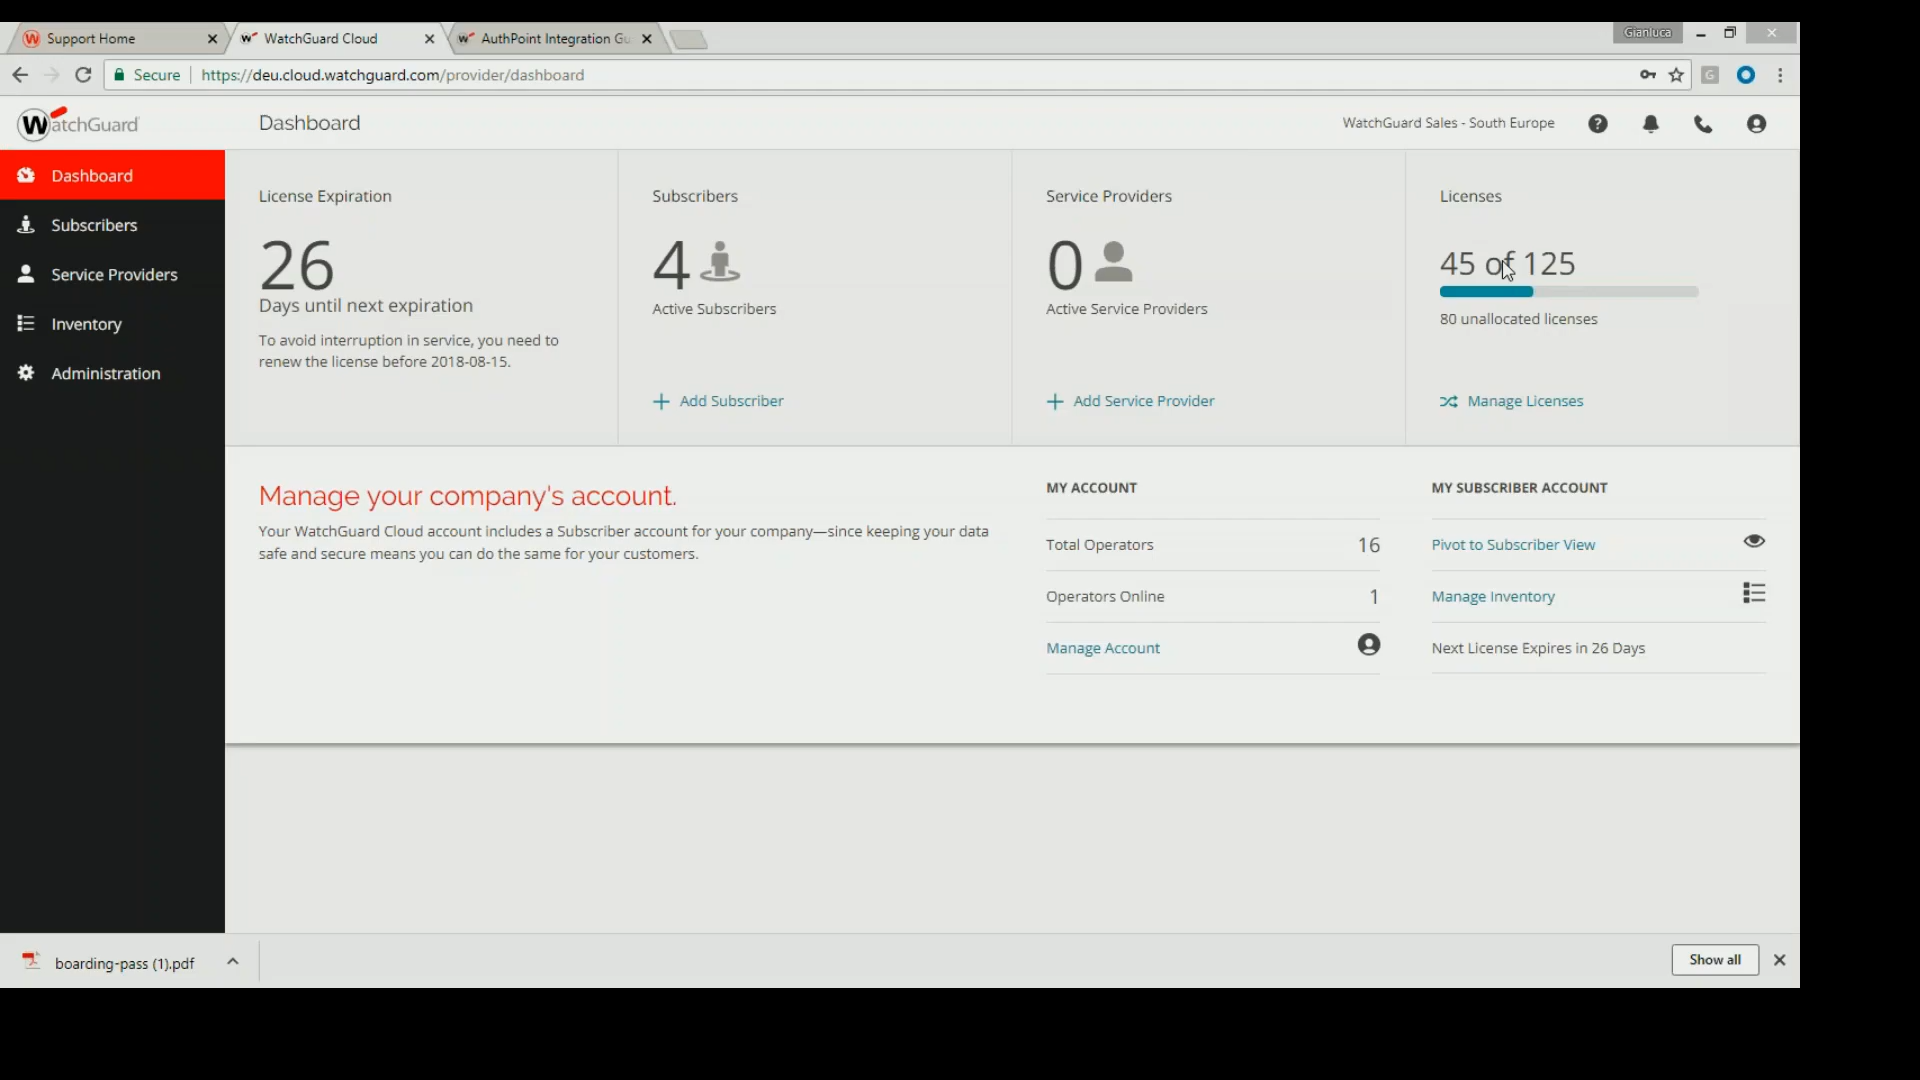 Support Home
WatchGuard Cloud
AuthPoint Integration Gu
Gianluca
Secure
https://deu.cloud.watchguard.com/provider/dashboard
G
WatchGuard
Dashboard
WatchGuard Sales - South Europe
Dashboard
Subscribers
Service Providers
Inventory
Administration
License Expiration
26
Days until next expiration
To avoid interruption in service, you need to
renew the license before 2018-08-15.
Subscribers
4
Active Subscribers
Add Subscriber
Service Providers
0
Active Service Providers
Add Service Provider
Licenses
45 of 125
80 unallocated licenses
Manage Licenses
Manage your company's account.
Your WatchGuard Cloud account includes a Subscriber account for your company—since keeping your data
safe and secure means you can do the same for your customers.
MY ACCOUNT
Total Operators 16
Operators Online 1
Manage Account
MY SUBSCRIBER ACCOUNT
Pivot to Subscriber View
Manage Inventory
Next License Expires in 26 Days
boarding-pass (1).pdf
Show all